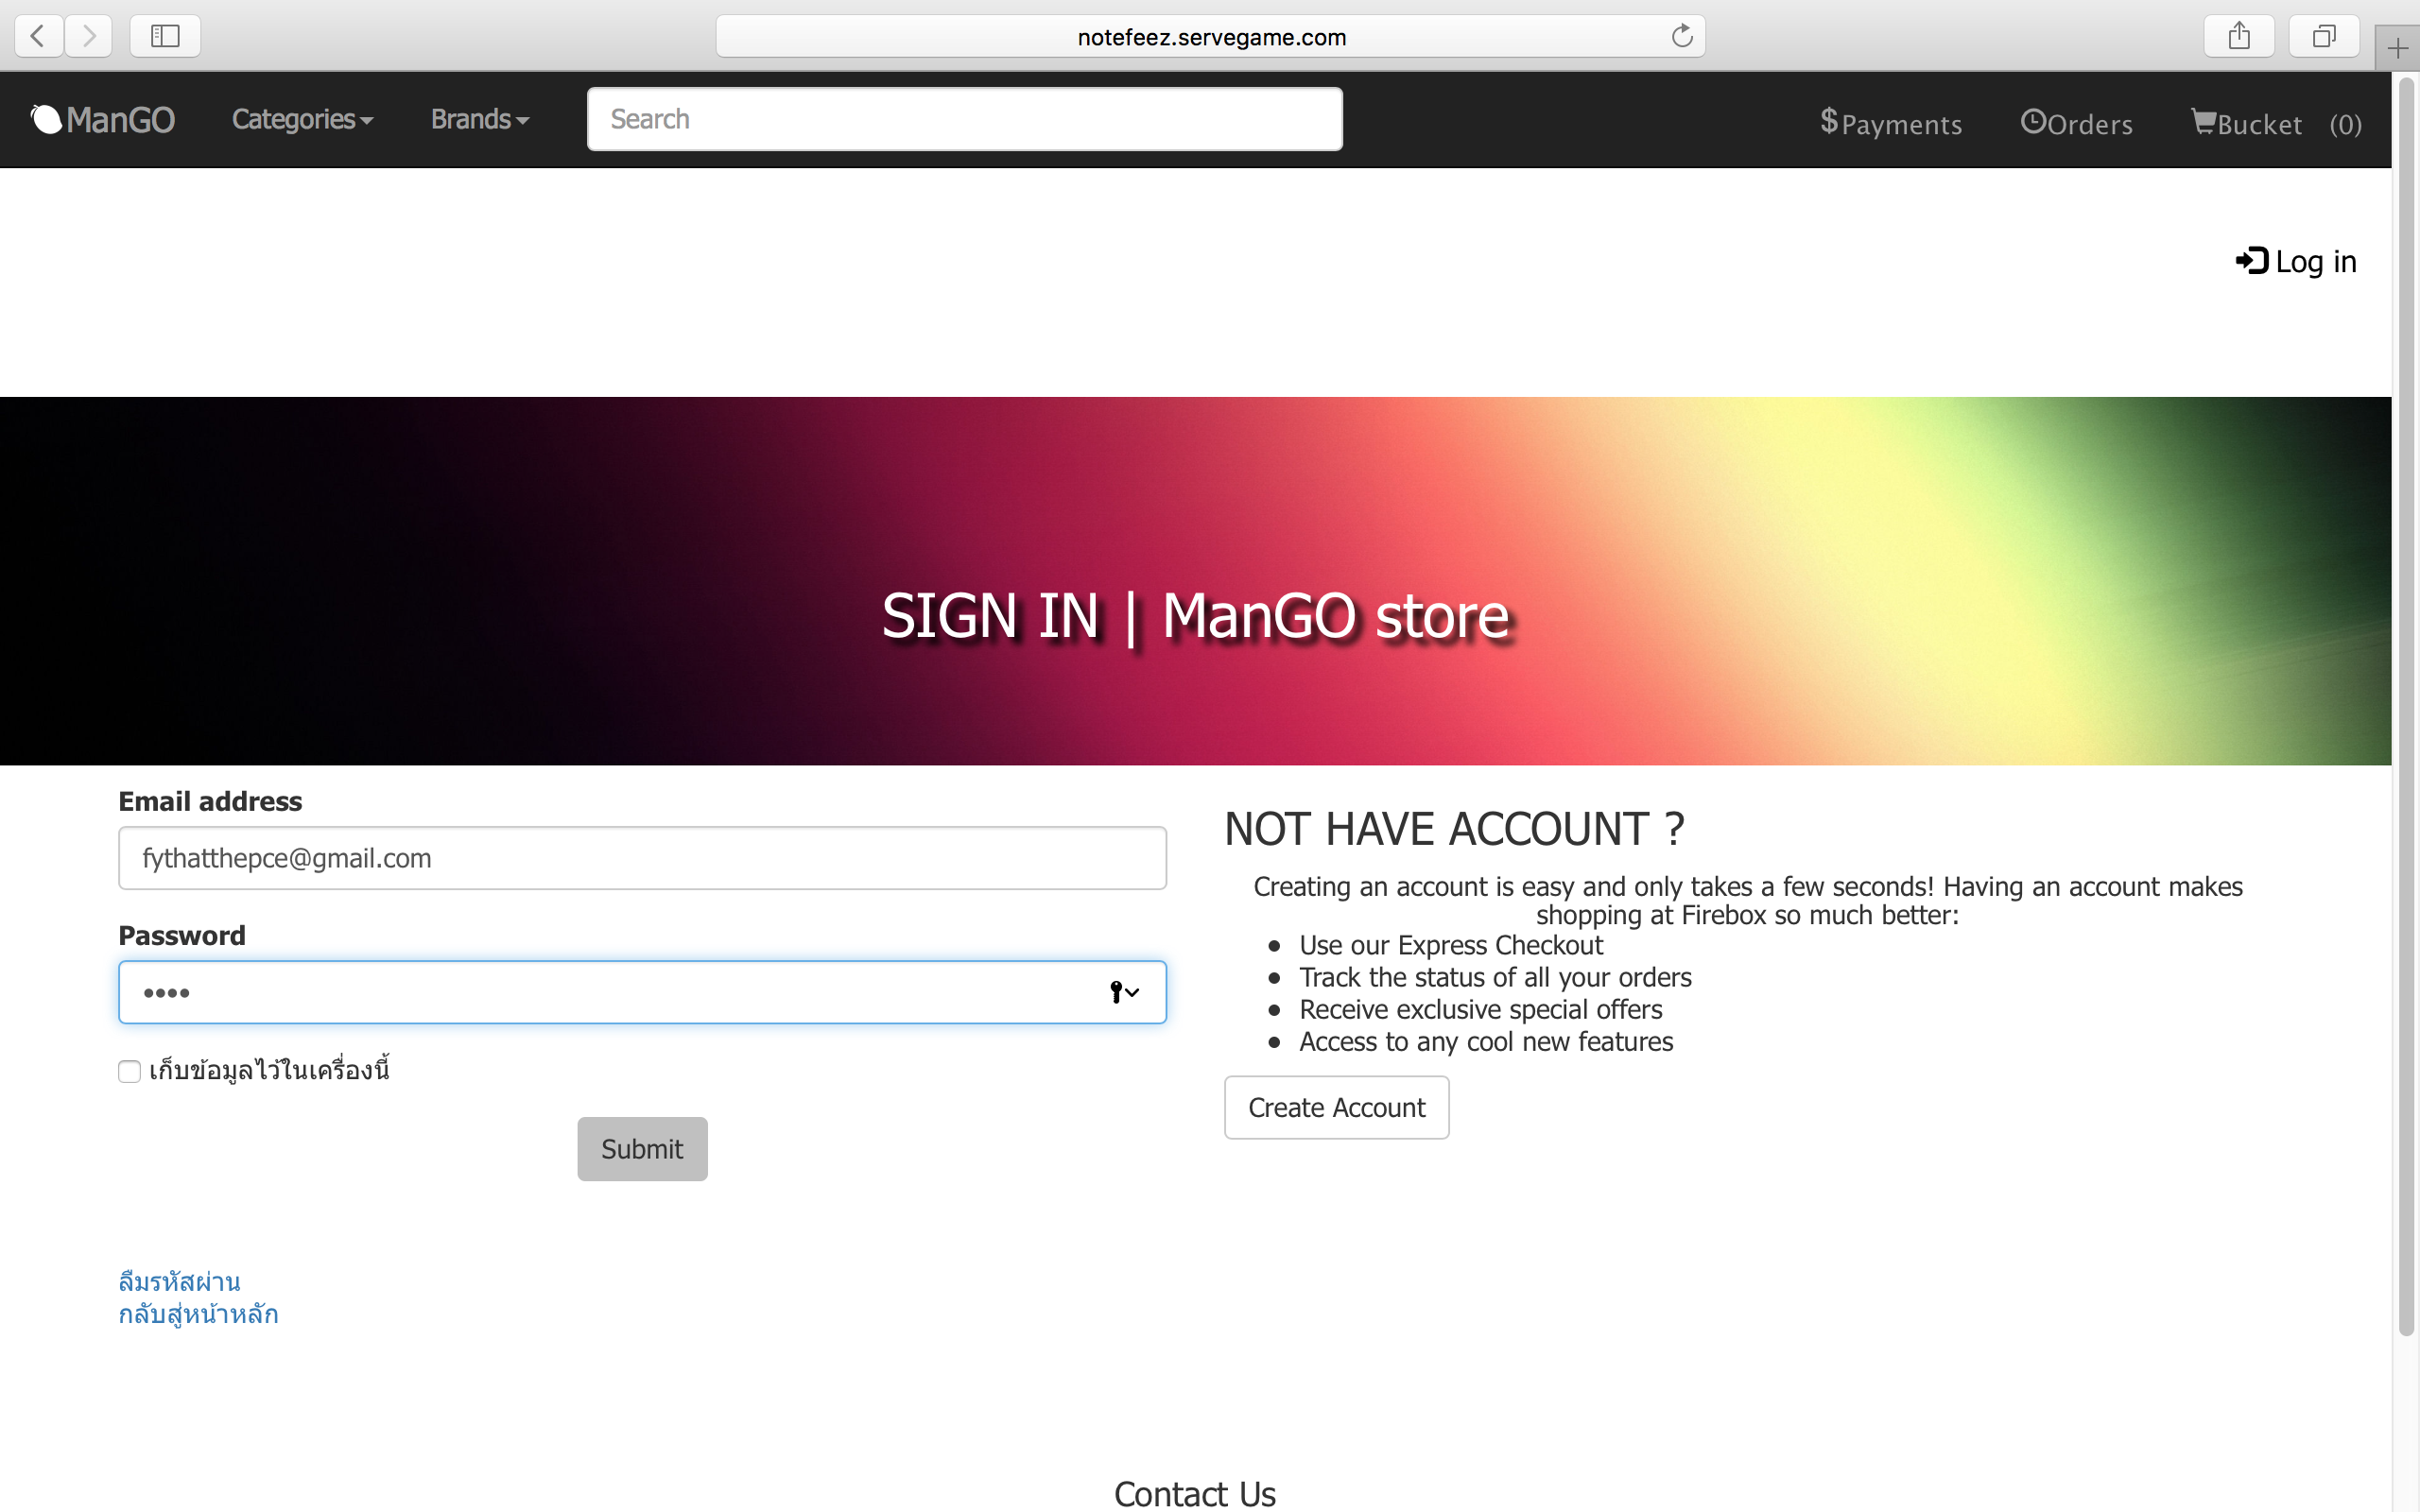 notefeez.servegame.com
ManGO Categories Brands Search $Payments Orders Bucket (0)
Log in
SIGN IN | ManGO store
Email address
fythatthepce@gmail.com
Password
••••
เก็บข้อมูลไว้ในเครื่องนี้
Submit
ลืมรหัสผ่าน
กลับสู่หน้าหลัก
NOT HAVE ACCOUNT ?
Creating an account is easy and only takes a few seconds! Having an account makes
shopping at Firebox so much better:
• Use our Express Checkout
• Track the status of all your orders
• Receive exclusive special offers
• Access to any cool new features
Create Account
Contact Us